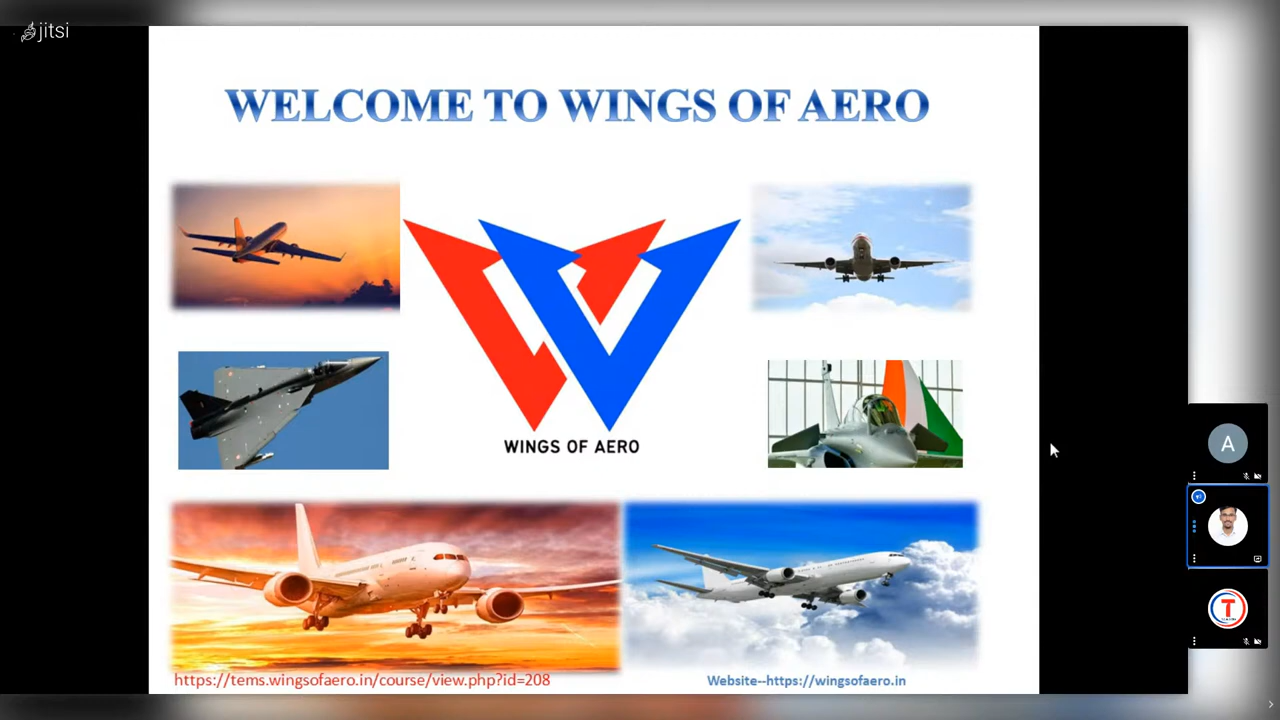 jitsi
WELCOME TO WINGS OF AERO
WINGS OF AERO
A
T
https://tems.wingsofaero.in/course/view.php?id=208
Website--https://wingsofaero.in